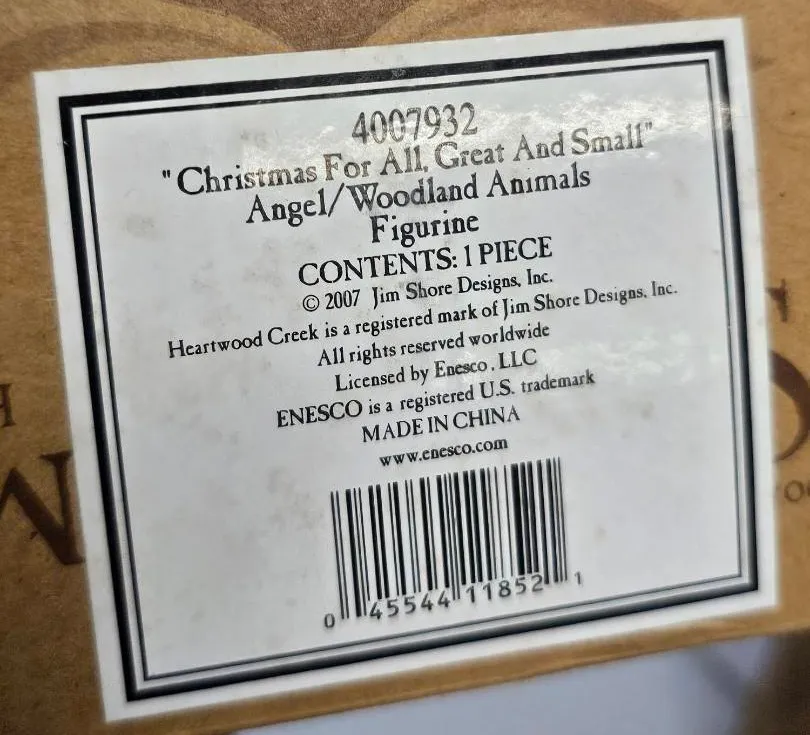 4007932
"Christmas For All, Great And Small"
Angel/Woodland Animals
Figurine
CONTENTS: 1 PIECE
© 2007 Jim Shore Designs, Inc.
Heartwood Creek is a registered mark of Jim Shore Designs, Inc.
All rights reserved worldwide
Licensed by Enesco, LLC
ENESCO is a registered U.S. trademark
MADE IN CHINA
www.enesco.com
0 45544 11852 1